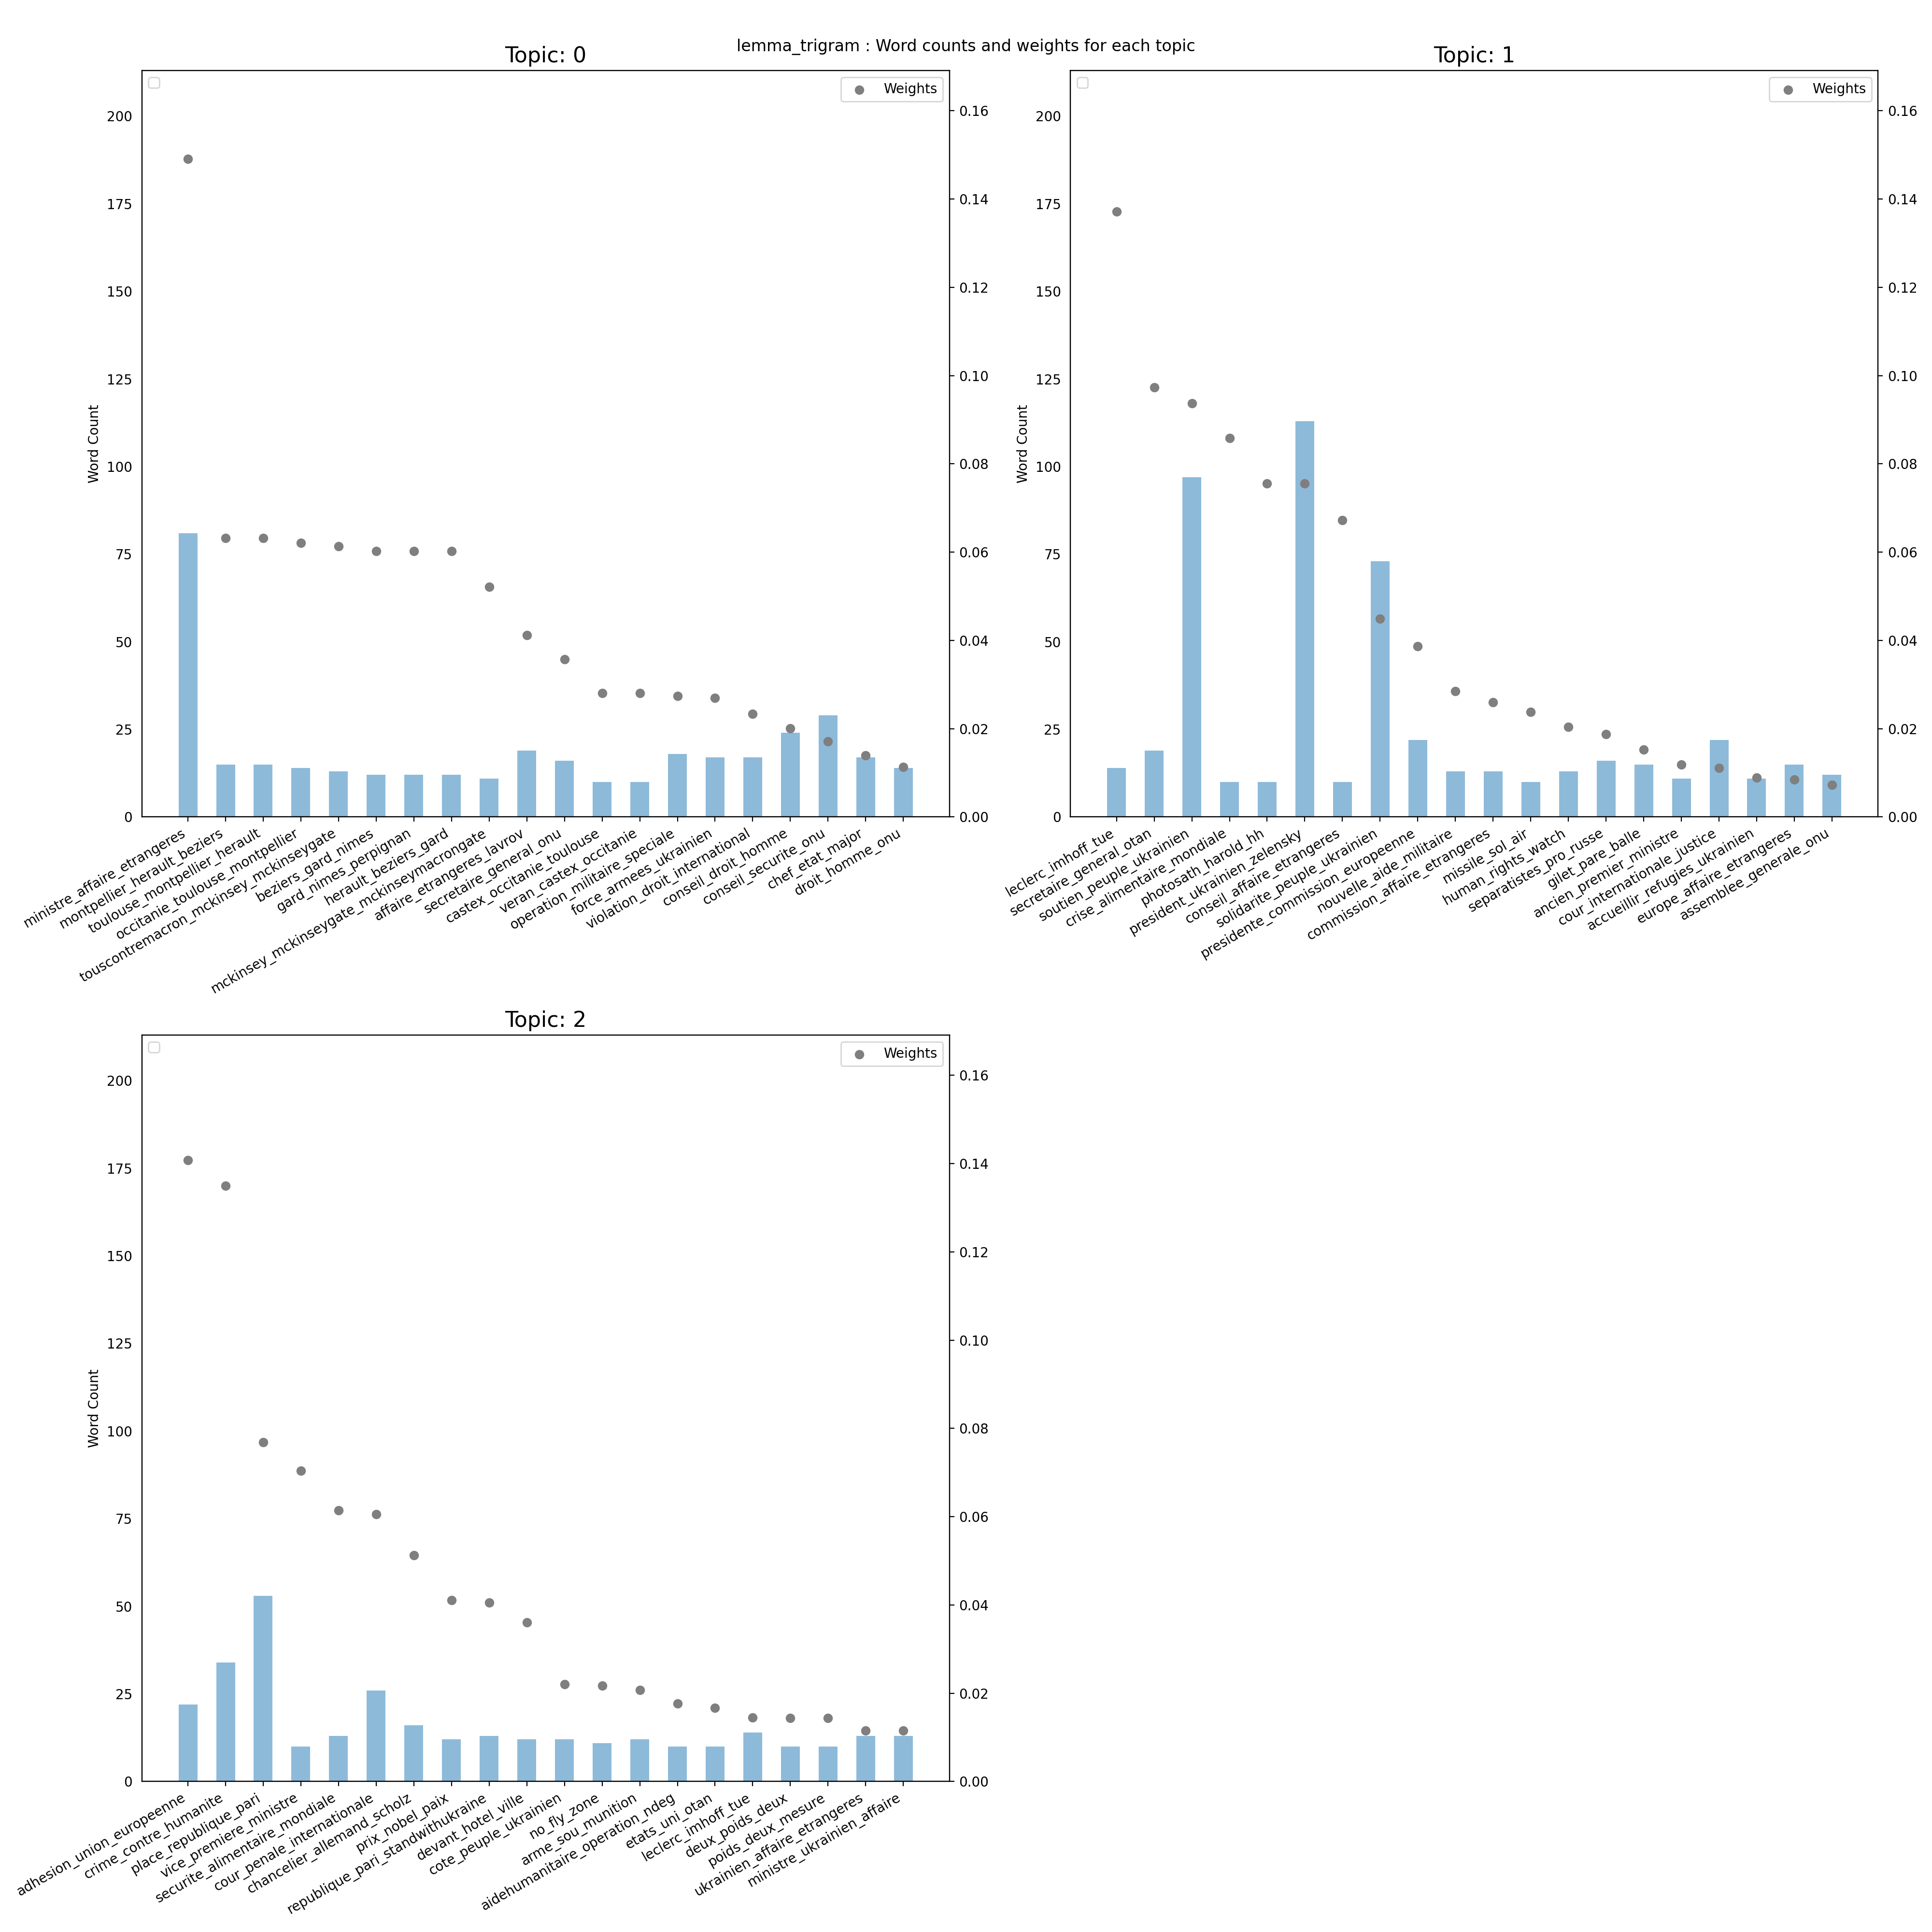 lemma_trigram : Word counts and weights for each topic
Topic: 0
Weights
Word Count
200
175
150
125
100
75
50
25
0
0.16
0.14
0.12
0.10
0.08
0.06
0.04
0.02
0.00
ministre_affaire_etrangeres
montpellier_herault_beziers
toulouse_montpellier_herault
occitanie_toulouse_montpellier
touscontremacron_mckinsey_mckinseygate
beziers_gard_nimes
gard_nimes_perpignan
herault_beziers_gard
mckinsey_mckinseygate_mckinseymacrongate
affaire_etrangeres_lavrov
secretaire_general_onu
castex_occitanie_toulouse
veran_castex_occitanie
operation_militaire_speciale
force_armees_ukrainien
violation_droit_international
conseil_droit_homme
conseil_securite_onu
chef_etat_major
droit_homme_onu
Topic: 1
Weights
Word Count
200
175
150
125
100
75
50
25
0
0.16
0.14
0.12
0.10
0.08
0.06
0.04
0.02
0.00
leclerc_imhoff_tue
secretaire_general_otan
soutien_peuple_ukrainien
crise_alimentaire_mondiale
photosath_harold_hh
president_ukrainien_zelensky
conseil_affaire_etrangeres
solidarite_peuple_ukrainien
presidente_commission_europeenne
nouvelle_aide_militaire
commission_affaire_etrangeres
missile_sol_air
human_rights_watch
separatistes_pro_russe
gilet_pare_balle
ancien_premier_ministre
cour_internationale_justice
accueillir_refugies_ukrainien
europe_affaire_etrangeres
assemblee_generale_onu
Topic: 2
Weights
Word Count
200
175
150
125
100
75
50
25
0
0.16
0.14
0.12
0.10
0.08
0.06
0.04
0.02
0.00
adhesion_union_europeenne
crime_contre_humanite
place_republique_pari
vice_premiere_ministre
securite_alimentaire_mondiale
cour_penale_internationale
chancelier_allemand_scholz
prix_nobel_paix
republique_pari_standwithukraine
devant_hotel_ville
cote_peuple_ukrainien
no_fly_zone
arme_sou_munition
aidehumanitaire_operation_ndeg
etats_uni_otan
leclerc_imhoff_tue
deux_poids_deux
poids_deux_mesure
ukrainien_affaire_etrangeres
ministre_ukrainien_affaire